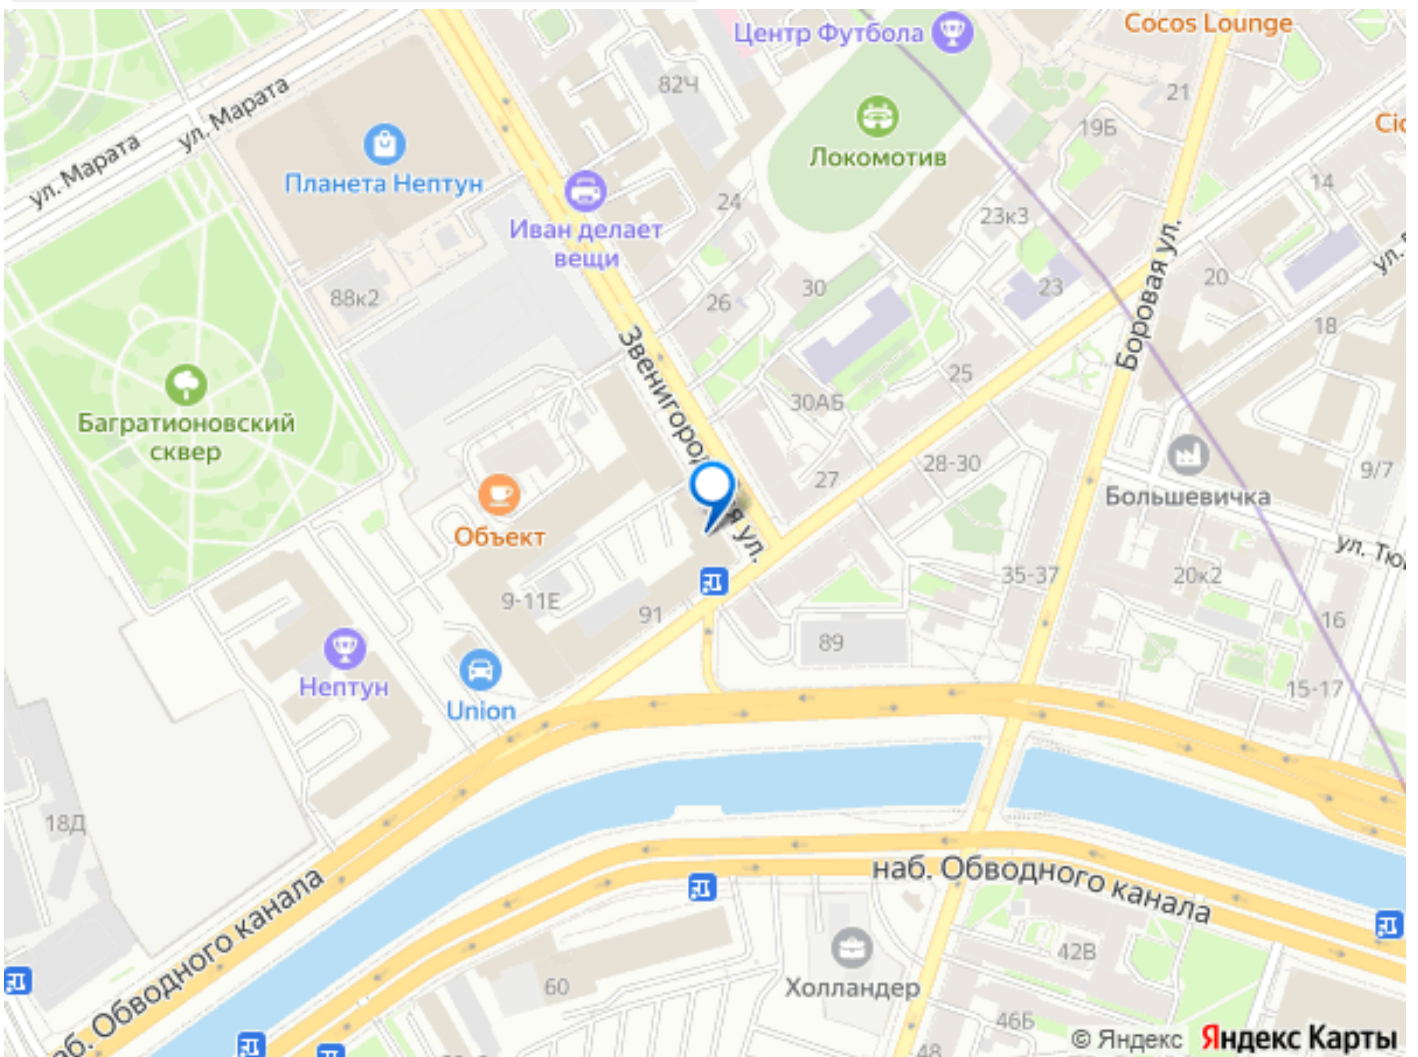 Центр Футбола
Cocos Lounge
ул. Марата
ул. Марата
82Ч
21
19Б
Локомотив
Планета Нептун
14
24
23к3
Иван делает
вещи
Боровая ул.
88к2
26
30
23
20
18
Звенигородская ул.
25
30АБ
Багратионовский
сквер
27
28-30
9/7
Большевичка
Объект
35-37
20к2
9-11Е
91
89
16
Нептун
Union
15-17
18Д
наб. Обводного канала
наб. Обводного канала
42В
60
Холландер
46Б
48
© Яндекс Яндекс Карты